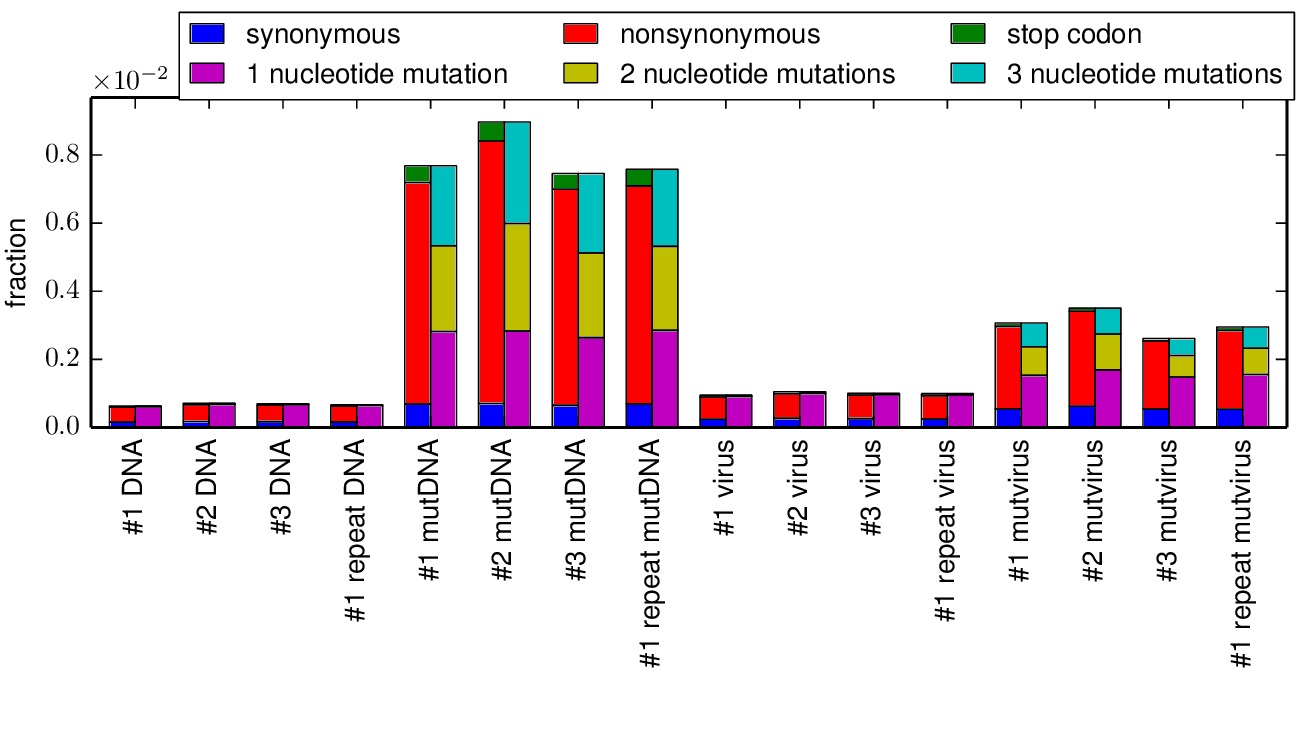 synonymous nonsynonymous stop codon
1 nucleotide mutation 2 nucleotide mutations 3 nucleotide mutations
×10⁻²
0.8
0.6
0.4
0.2
0.0
fraction
#1 DNA
#2 DNA
#3 DNA
#1 repeat DNA
#1 mutDNA
#2 mutDNA
#3 mutDNA
#1 repeat mutDNA
#1 virus
#2 virus
#3 virus
#1 repeat virus
#1 mutvirus
#2 mutvirus
#3 mutvirus
#1 repeat mutvirus